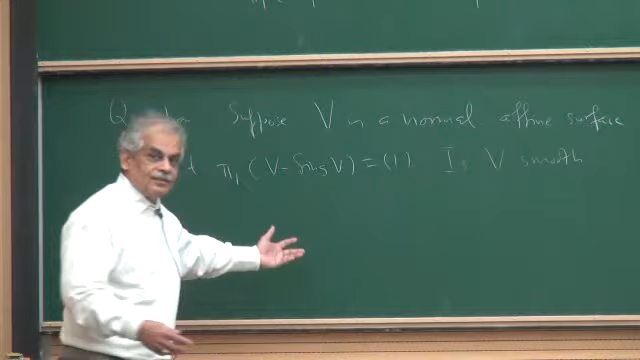 Suppose V is a normal affine surface
π₁ (V - Sing V) = (1) Is V smooth